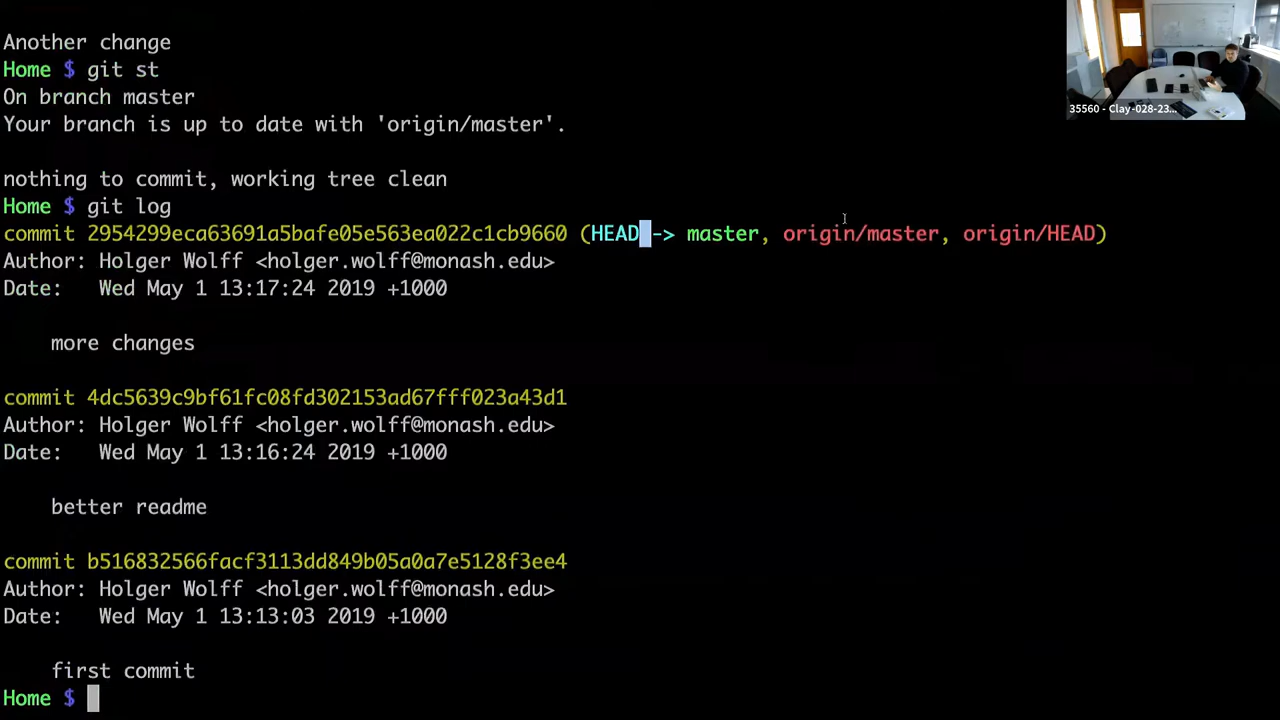 Another change
Home $ git st
On branch master
Your branch is up to date with 'origin/master'.
nothing to commit, working tree clean
Home $ git log
commit 2954299eca63691a5bafe05e563ea022c1cb9660 (HEAD -> master, origin/master, origin/HEAD)
Author: Holger Wolff <holger.wolff@monash.edu>
Date:   Wed May 1 13:17:24 2019 +1000
more changes
commit 4dc5639c9bf61fc08fd302153ad67fff023a43d1
Author: Holger Wolff <holger.wolff@monash.edu>
Date:   Wed May 1 13:16:24 2019 +1000
better readme
commit b516832566facf3113dd849b05a0a7e5128f3ee4
Author: Holger Wolff <holger.wolff@monash.edu>
Date:   Wed May 1 13:13:03 2019 +1000
first commit
Home $
35560 - Clay-028-23...